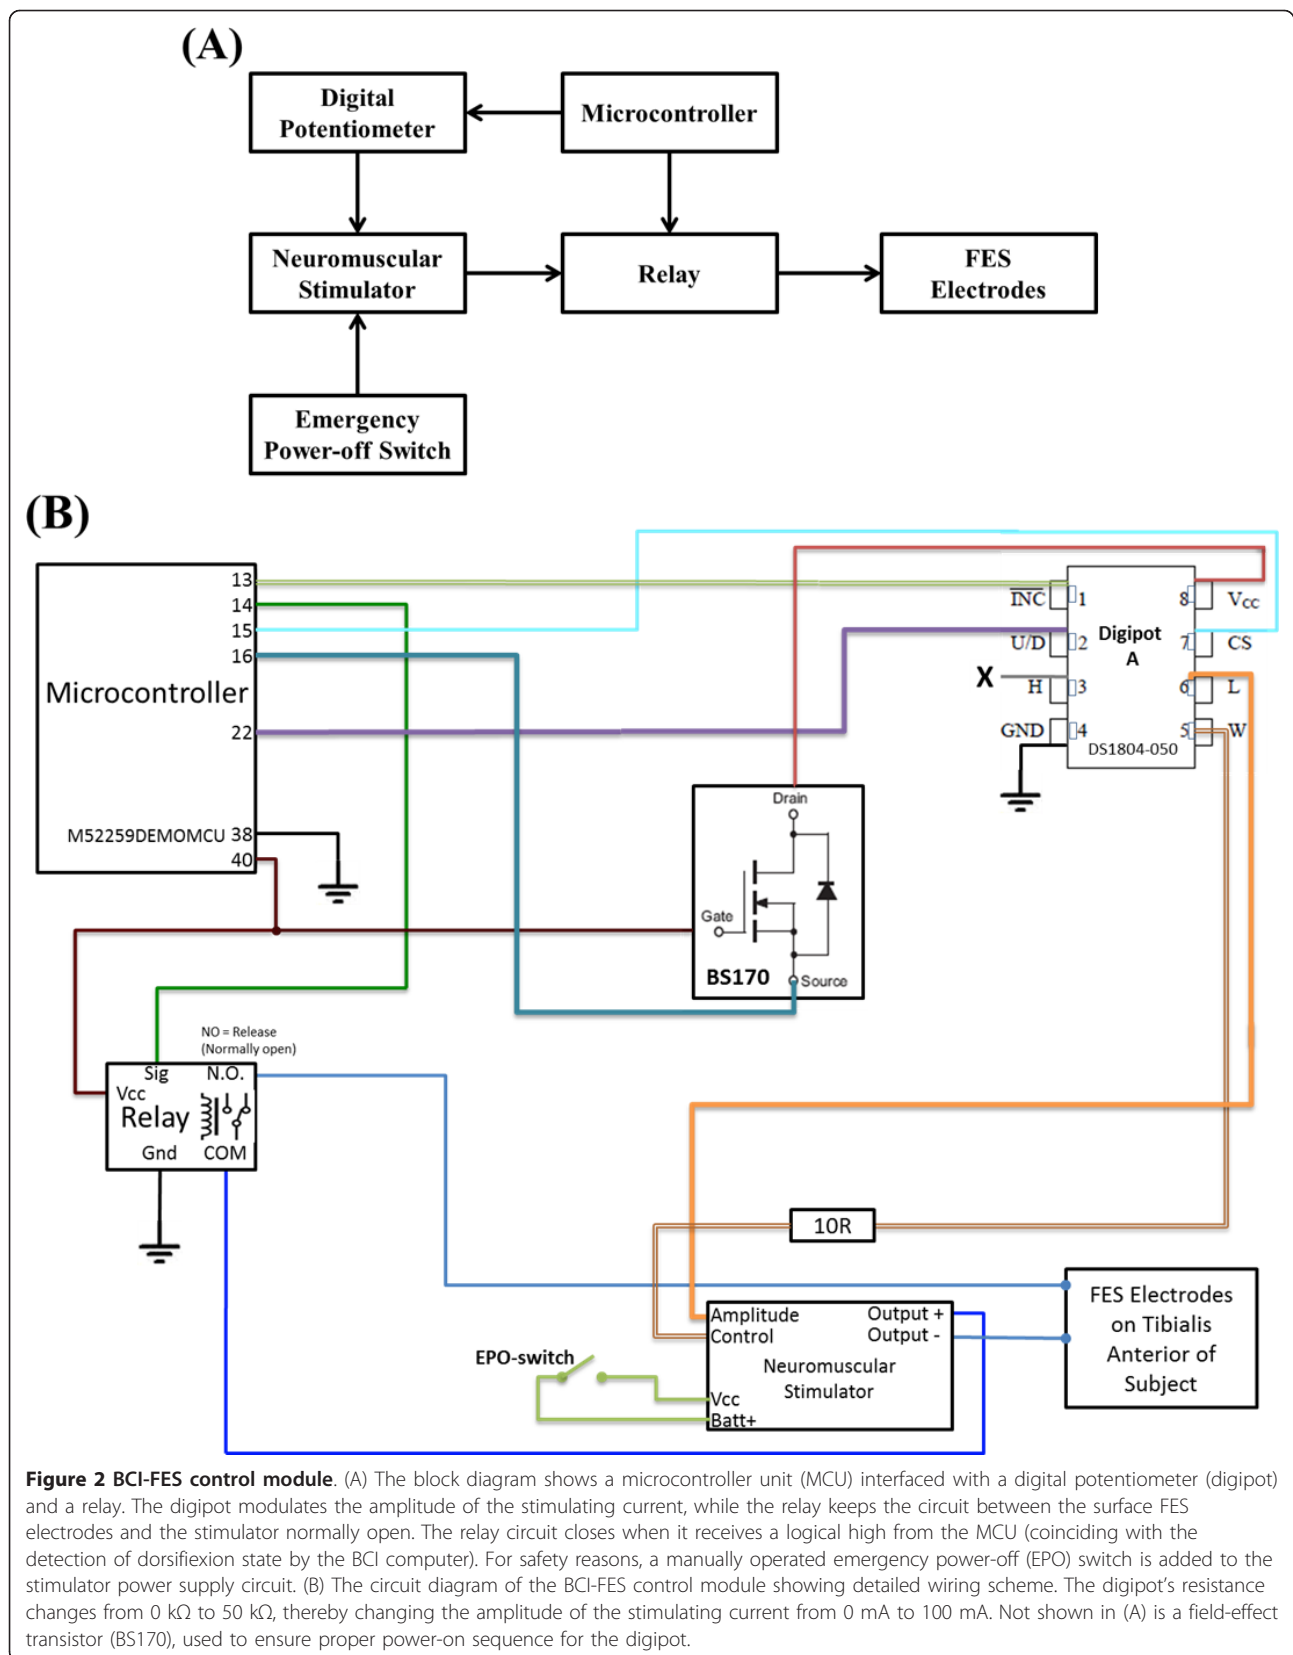 (A)
Digital
Potentiometer
Microcontroller
Neuromuscular
Stimulator
Relay
FES
Electrodes
Emergency
Power-off Switch
(B)
Microcontroller
13
14
15
16
22
M52259DEMOMCU 38
40
INC
U/D
X
H
GND
1
2
3
4
Digipot
A
8
7
6
5
DS1804-050
VCC
CS
L
W
Drain
Gate
BS170
Source
NO = Release
(Normally open)
Sig
N.O.
Vcc
Relay
Gnd
COM
10R
Amplitude
Control
Output +
Output -
Neuromuscular
Stimulator
Vcc
Batt+
EPO-switch
FES Electrodes
on Tibialis
Anterior of
Subject
Figure 2 BCI-FES control module. (A) The block diagram shows a microcontroller unit (MCU) interfaced with a digital potentiometer (digipot)
and a relay. The digipot modulates the amplitude of the stimulating current, while the relay keeps the circuit between the surface FES
electrodes and the stimulator normally open. The relay circuit closes when it receives a logical high from the MCU (coinciding with the
detection of dorsifiexion state by the BCI computer). For safety reasons, a manually operated emergency power-off (EPO) switch is added to the
stimulator power supply circuit. (B) The circuit diagram of the BCI-FES control module showing detailed wiring scheme. The digipot's resistance
changes from 0 kΩ to 50 kΩ, thereby changing the amplitude of the stimulating current from 0 mA to 100 mA. Not shown in (A) is a field-effect
transistor (BS170), used to ensure proper power-on sequence for the digipot.